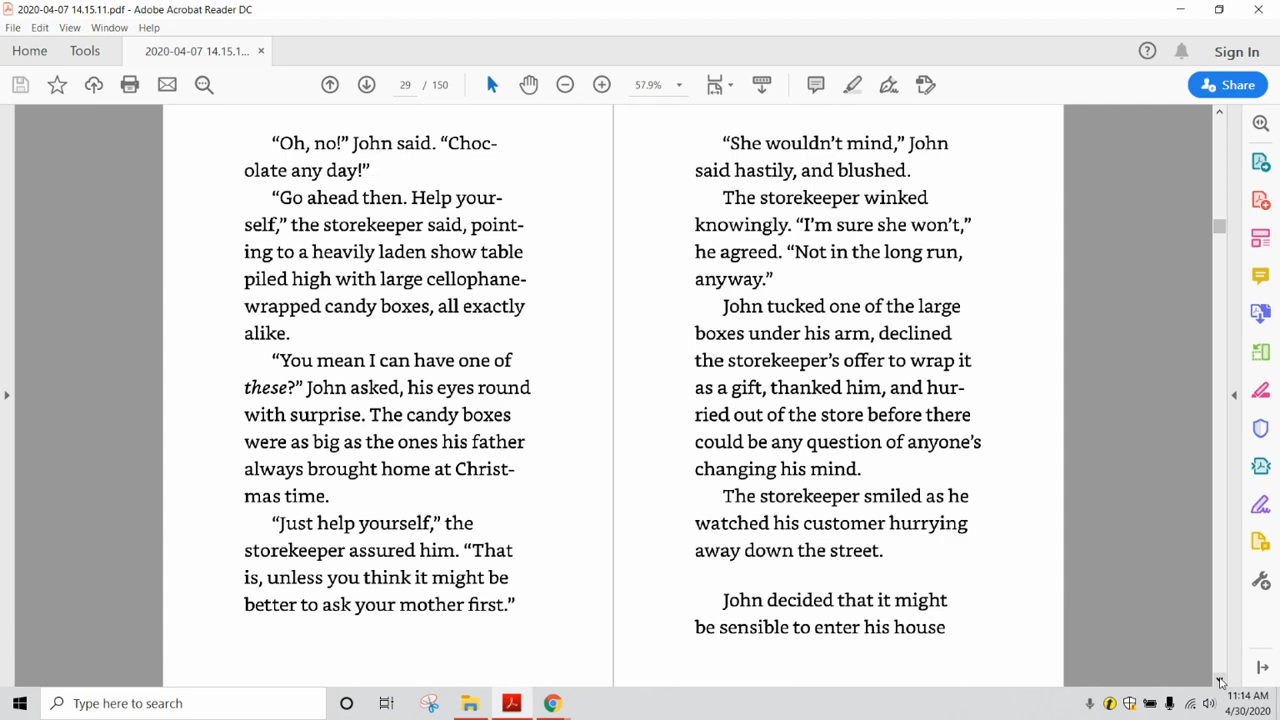 2020-04-07 14.15.11.pdf - Adobe Acrobat Reader DC
File Edit View Window Help
Home Tools 2020-04-07 14.15.1... × Sign In
29 / 150 57.9% Share
“Oh, no!” John said. “Choc-
olate any day!”
“Go ahead then. Help your-
self,” the storekeeper said, point-
ing to a heavily laden show table
piled high with large cellophane-
wrapped candy boxes, all exactly
alike.
“You mean I can have one of
these?” John asked, his eyes round
with surprise. The candy boxes
were as big as the ones his father
always brought home at Christ-
mas time.
“Just help yourself,” the
storekeeper assured him. “That
is, unless you think it might be
better to ask your mother first.”
“She wouldn’t mind,” John
said hastily, and blushed.
The storekeeper winked
knowingly. “I’m sure she won’t,”
he agreed. “Not in the long run,
anyway.”
John tucked one of the large
boxes under his arm, declined
the storekeeper’s offer to wrap it
as a gift, thanked him, and hur-
ried out of the store before there
could be any question of anyone’s
changing his mind.
The storekeeper smiled as he
watched his customer hurrying
away down the street.
John decided that it might
be sensible to enter his house
Type here to search
11:14 AM
4/30/2020